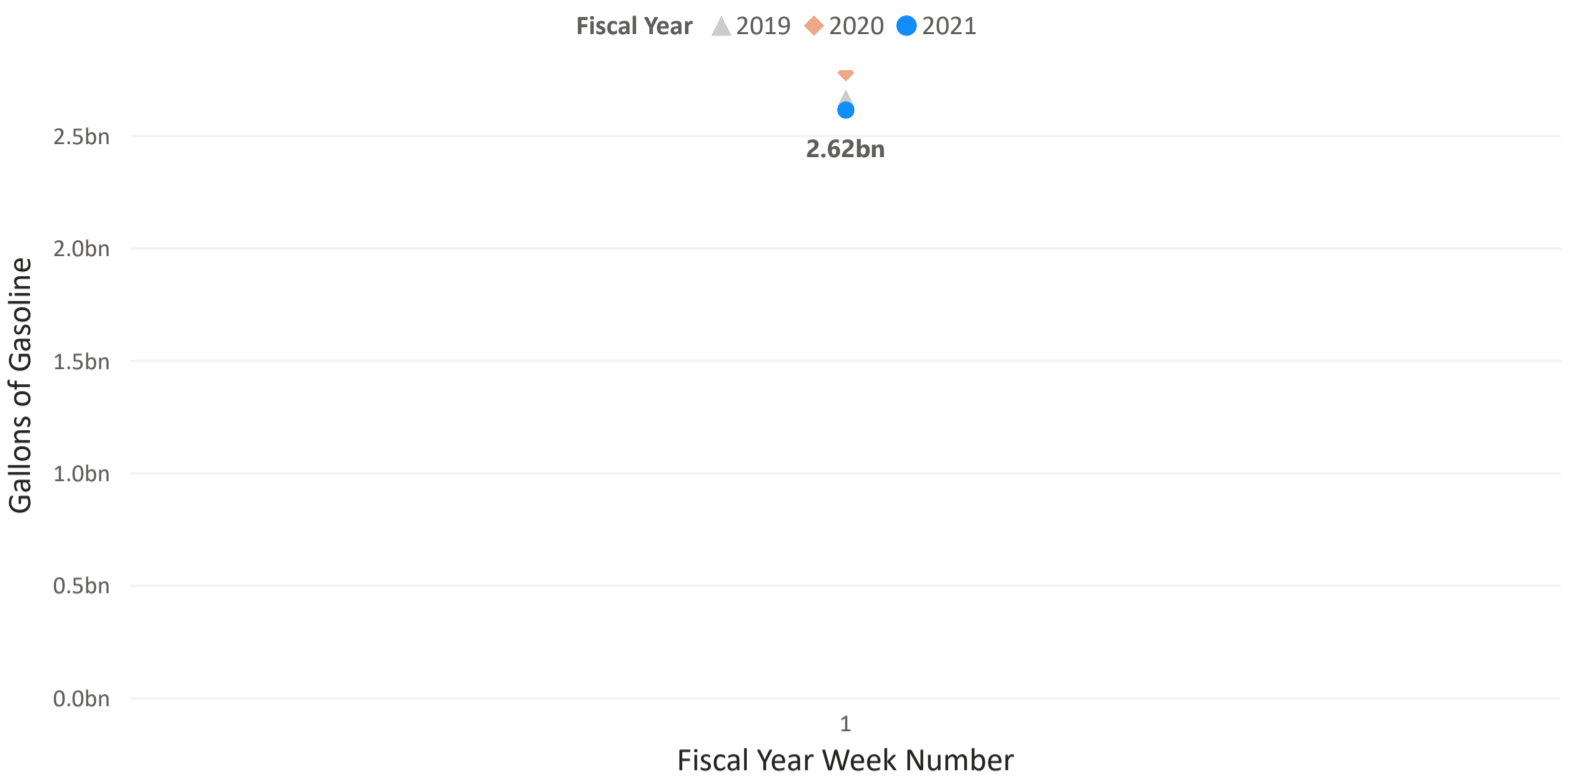 Fiscal Year 2019 2020 2021
2.5bn
2.62bn
2.0bn
1.5bn
1.0bn
0.5bn
0.0bn
Gallons of Gasoline
1
Fiscal Year Week Number